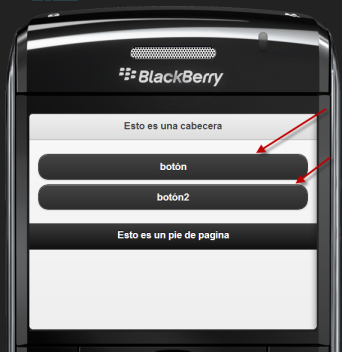 BlackBerry
Esto es una cabecera
botón
botón2
Esto es un pie de pagina